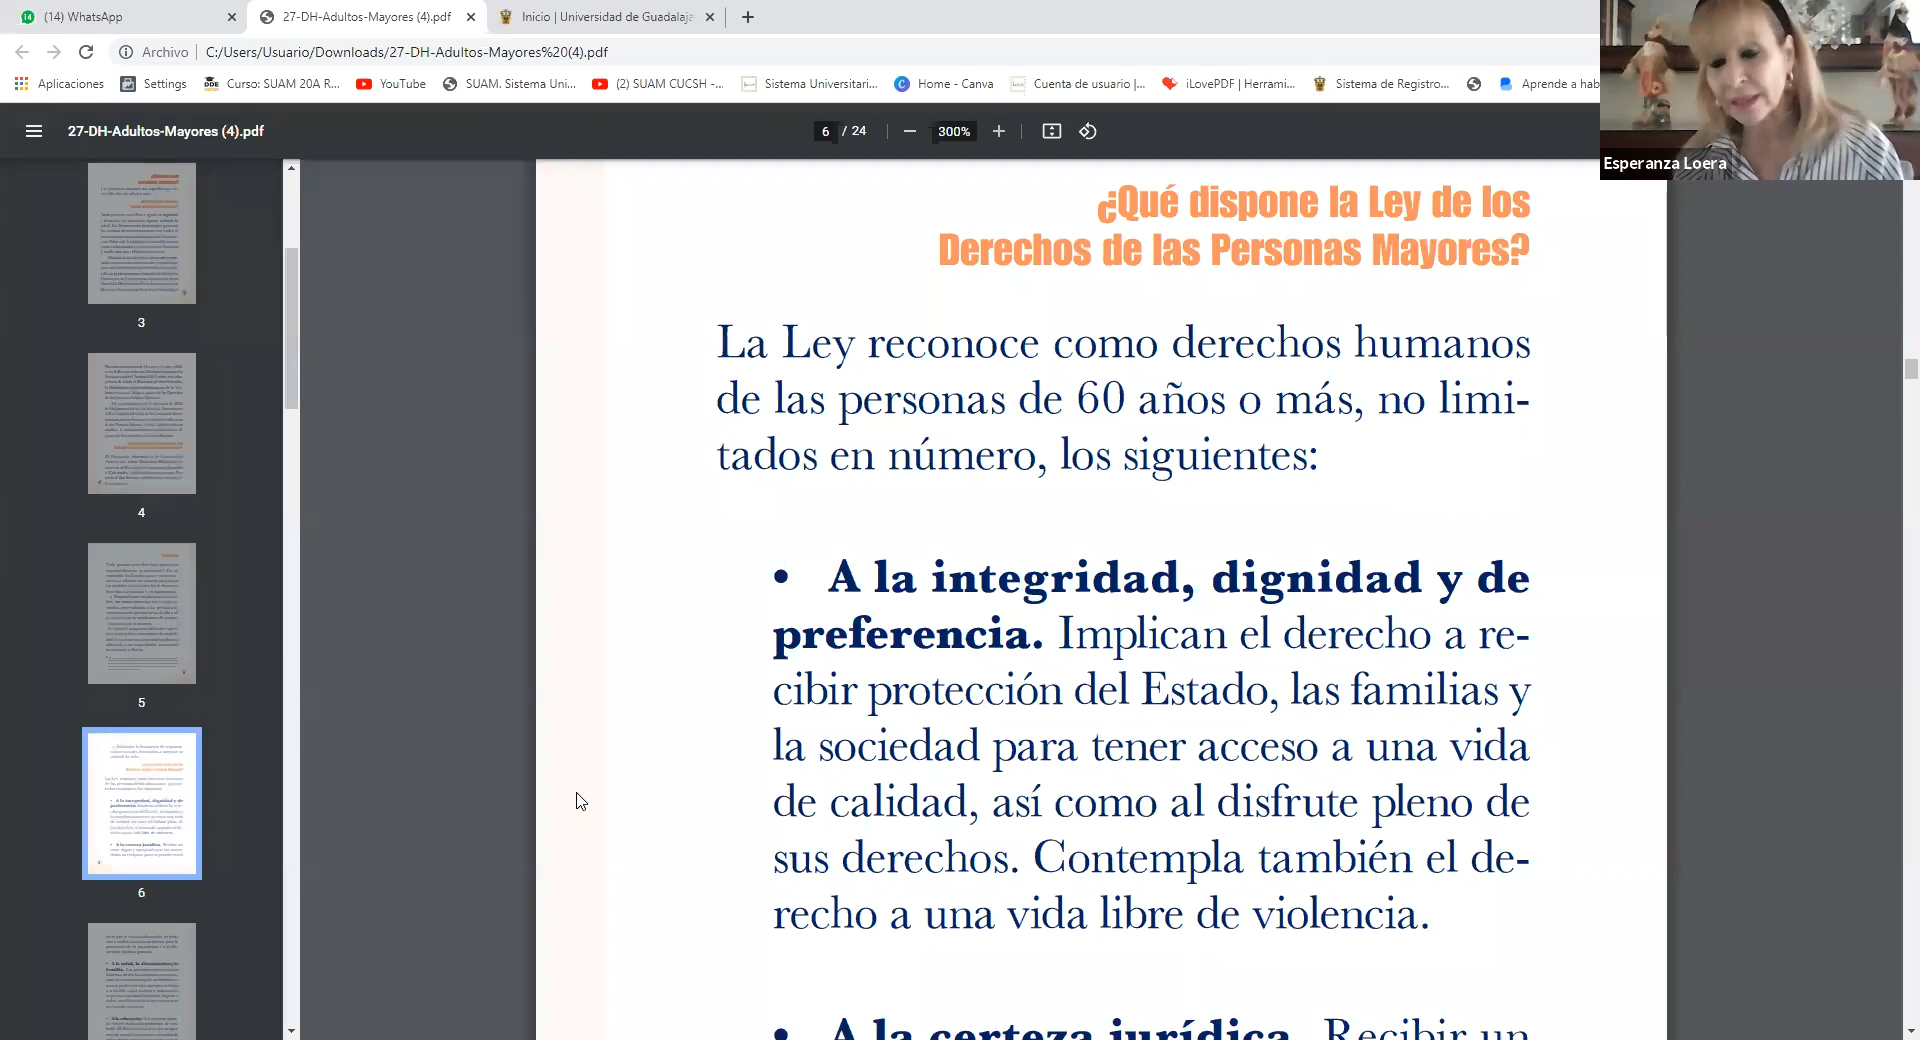 (14) WhatsApp
27-DH-Adultos-Mayores (4).pdf
Inicio | Universidad de Guadalaja
Archivo
C:/Users/Usuario/Downloads/27-DH-Adultos-Mayores%20(4).pdf
Aplicaciones
Settings
Curso: SUAM 20A R...
YouTube
SUAM. Sistema Uni...
(2) SUAM CUCSH -...
Sistema Universitari...
Home - Canva
Cuenta de usuario |...
iLovePDF | Herrami...
Sistema de Registro...
Aprende a hab
27-DH-Adultos-Mayores (4).pdf
6 / 24
300%
Esperanza Loera
3
4
5
6
¿Qué dispone la Ley de los
Derechos de las Personas Mayores?
La Ley reconoce como derechos humanos
de las personas de 60 años o más, no limi-
tados en número, los siguientes:
• A la integridad, dignidad y de
preferencia. Implican el derecho a re-
cibir protección del Estado, las familias y
la sociedad para tener acceso a una vida
de calidad, así como al disfrute pleno de
sus derechos. Contempla también el de-
recho a una vida libre de violencia.
• A la certeza jurídica. Recibir un